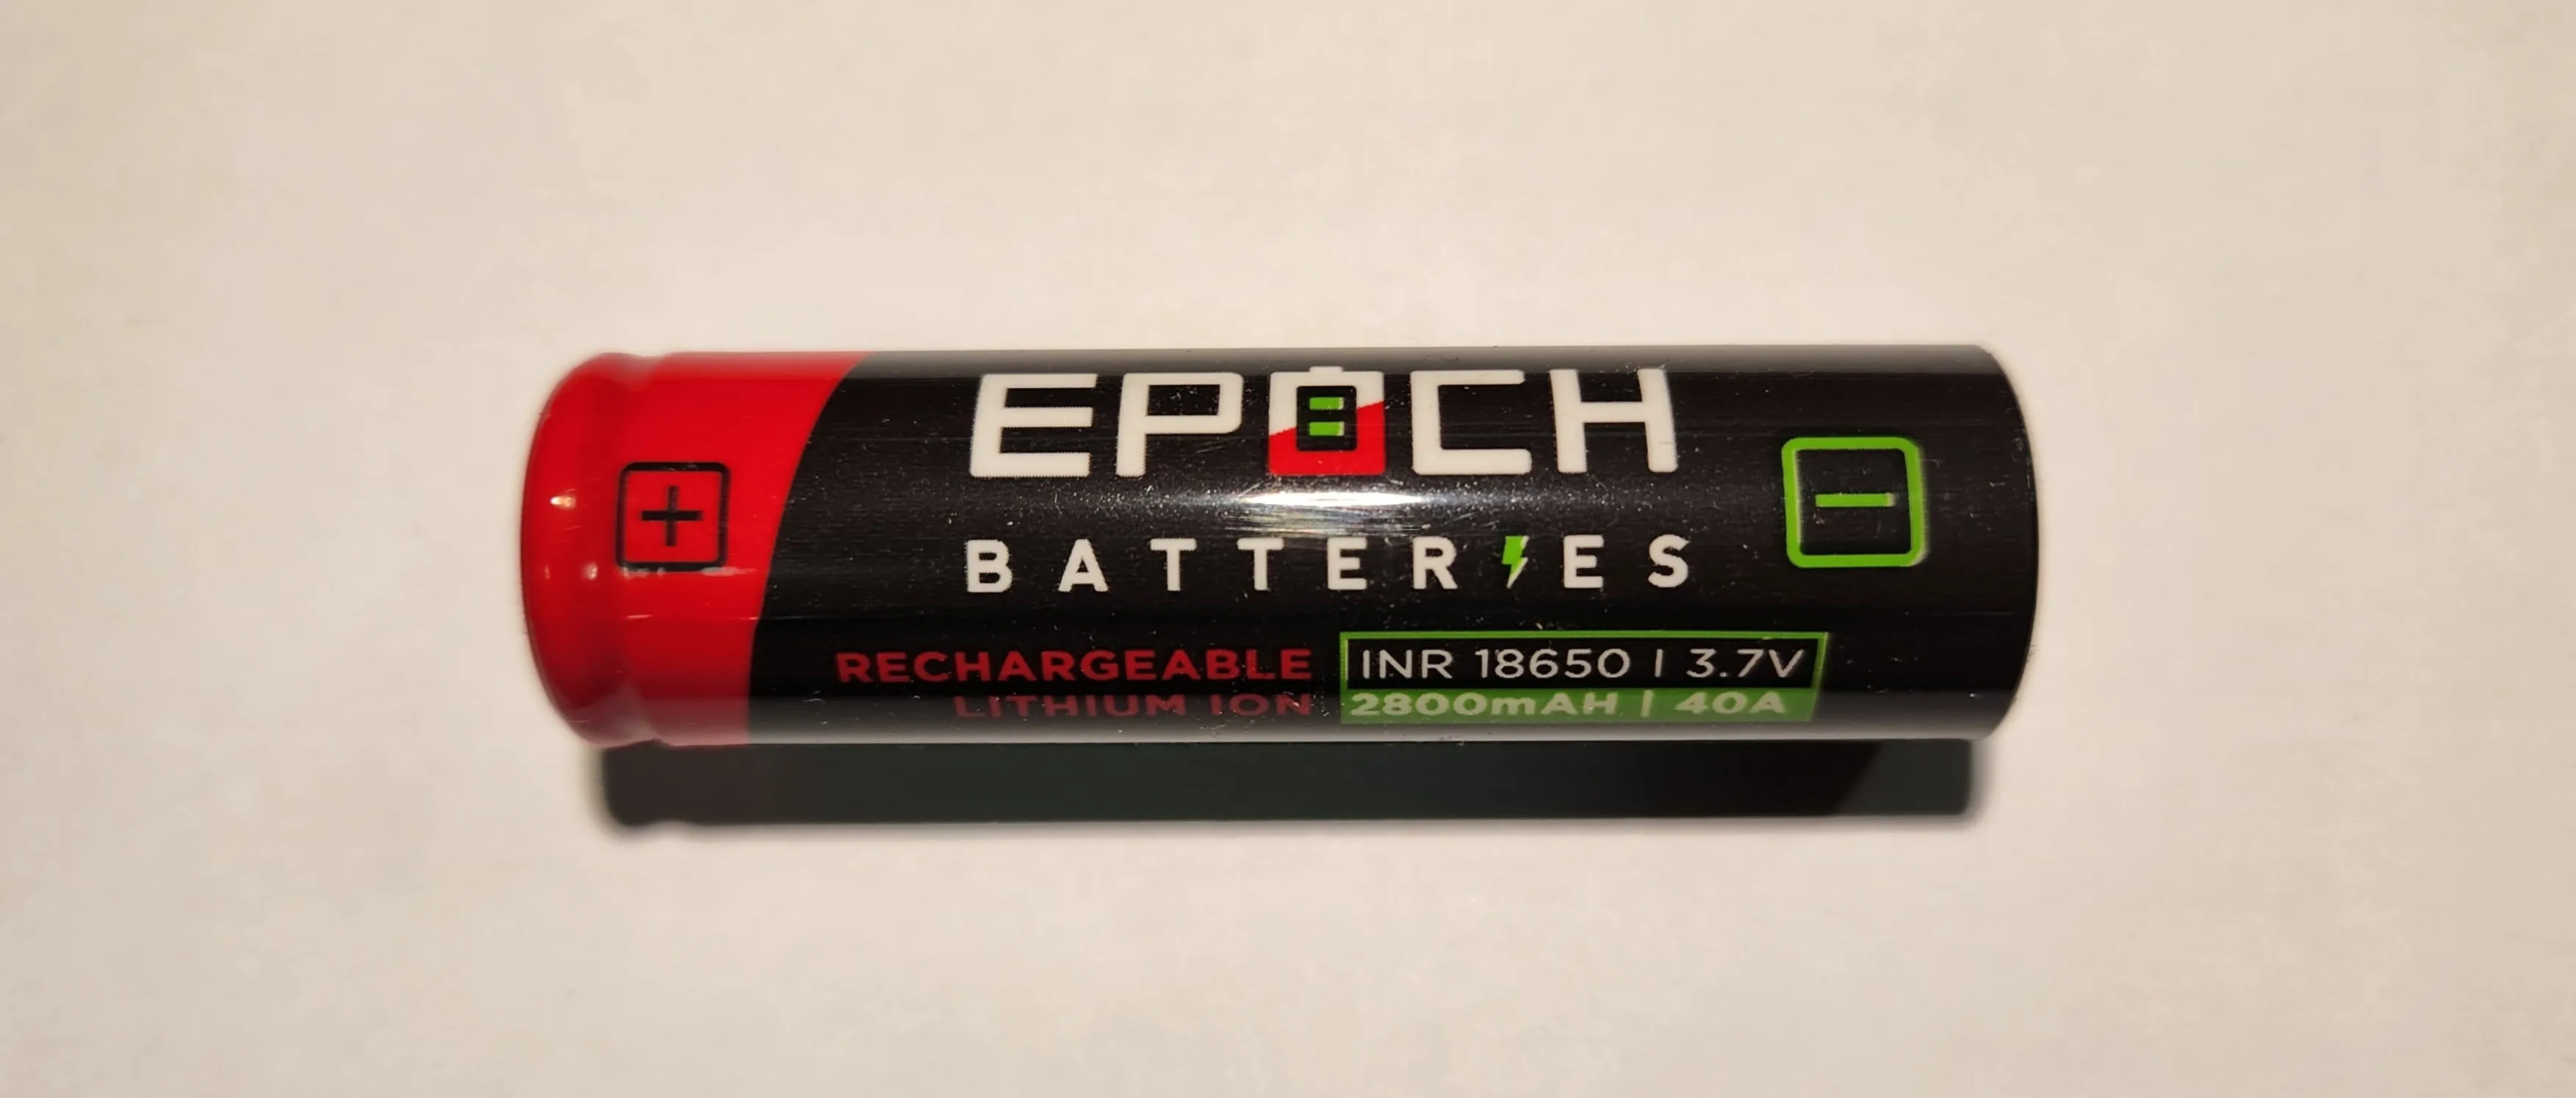 +
EPOCH
BATTERIES
-
RECHARGEABLE
LITHIUM ION
INR 18650 | 3.7V
2800mAH | 40A